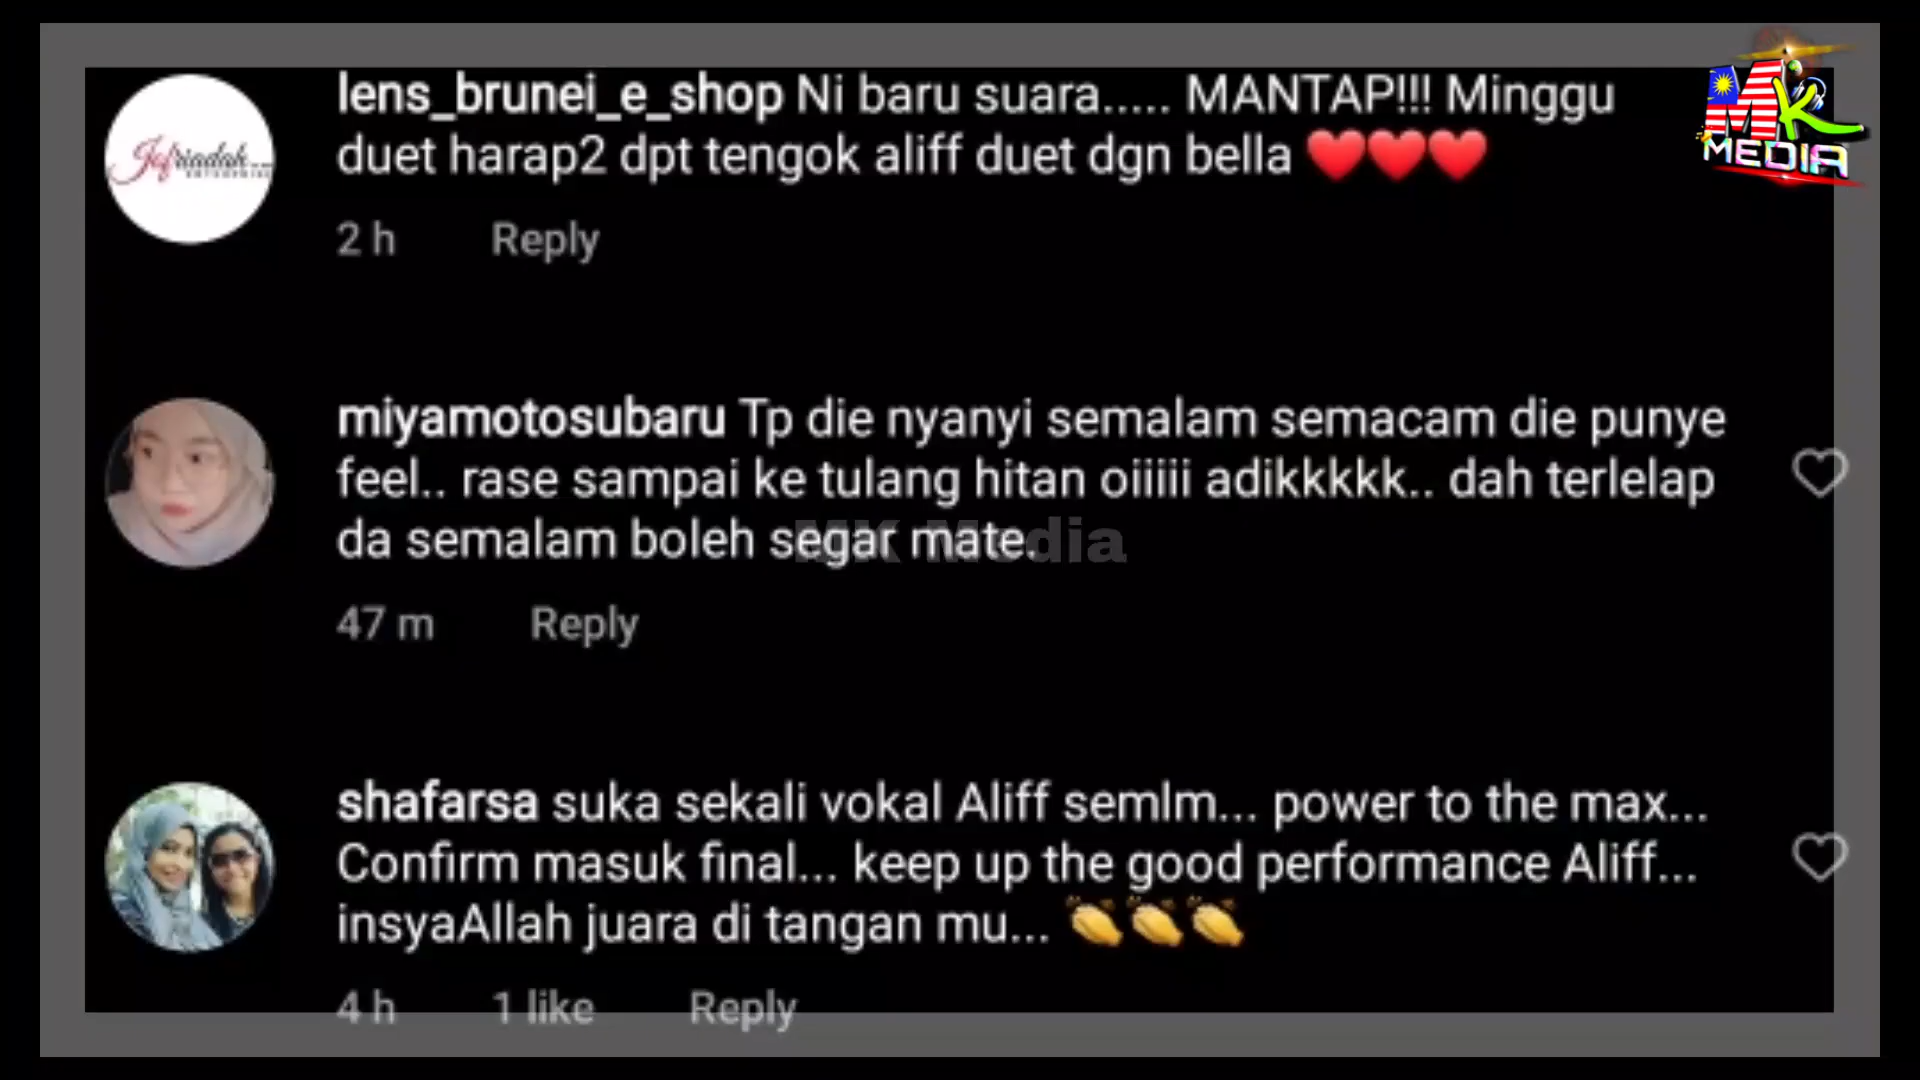 lens_brunei_e_shop Ni baru suara..... MANTAP!!! Minggu
duet harap2 dpt tengok aliff duet dgn bella ❤️❤️❤️
2 h Reply
miyamotosubaru Tp die nyanyi semalam semacam die punye
feel.. rase sampai ke tulang hitan oiiiii adikkkkk.. dah terlelap
da semalam boleh segar mate.
47 m Reply
shafarsa suka sekali vokal Aliff semlm... power to the max...
Confirm masuk final... keep up the good performance Aliff...
insyaAllah juara di tangan mu... 👏👏👏
4 h 1 like Reply
MK
MEDIA
MK Media